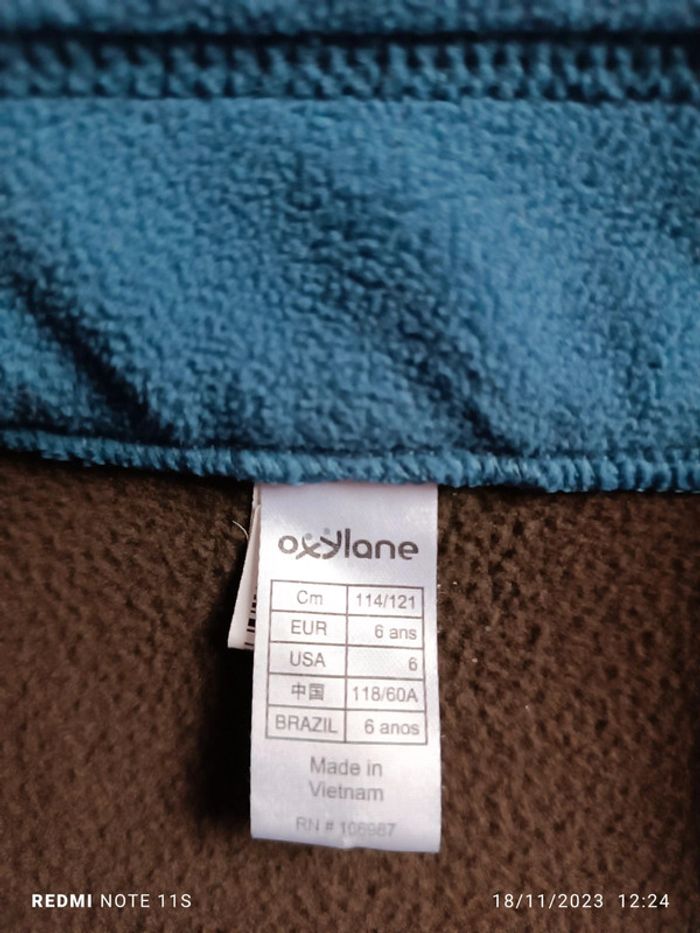 oxylane
Cm 114/121
EUR 6 ans
USA 6
中国 118/60A
BRAZIL 6 anos
Made in
Vietnam
RN # 106987
REDMI NOTE 11S 18/11/2023 12:24